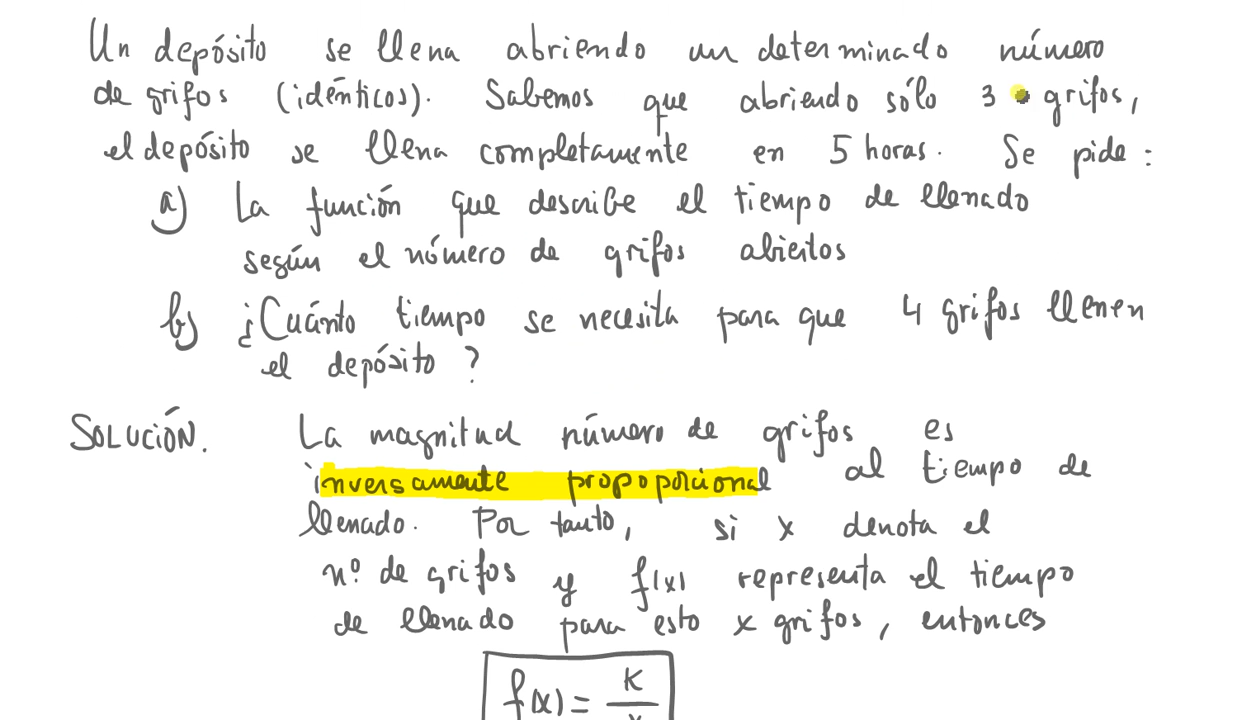 Un depósito se llena abriendo un determinado número
de grifos (idénticos). Sabemos que abriendo sólo 3 grifos,
el depósito se llena completamente en 5 horas. Se pide:
a) La función que describe el tiempo de llenado
según el número de grifos abiertos
b) ¿Cuánto tiempo se necesita para que 4 grifos llenen
el depósito?
SOLUCIÓN. La magnitud número de grifos es
inversamente propoporcional al tiempo de
llenado. Por tanto, si x denota el
nº de grifos y f(x) representa el tiempo
de llenado para esto x grifos, entonces
f(x) = K/x